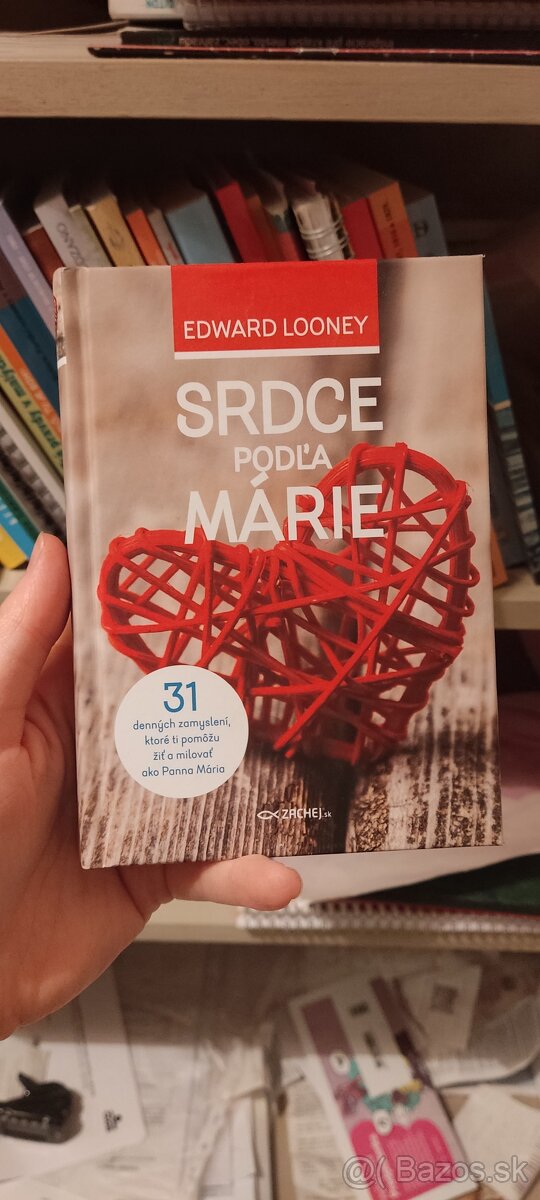 EDWARD LOONEY
SRDCE
PODĽA
MÁRIE
31
denných zamyslení,
ktoré ti pomôžu
žiť a milovať
ako Panna Mária
ZACHEJ.sk
Bazos.sk